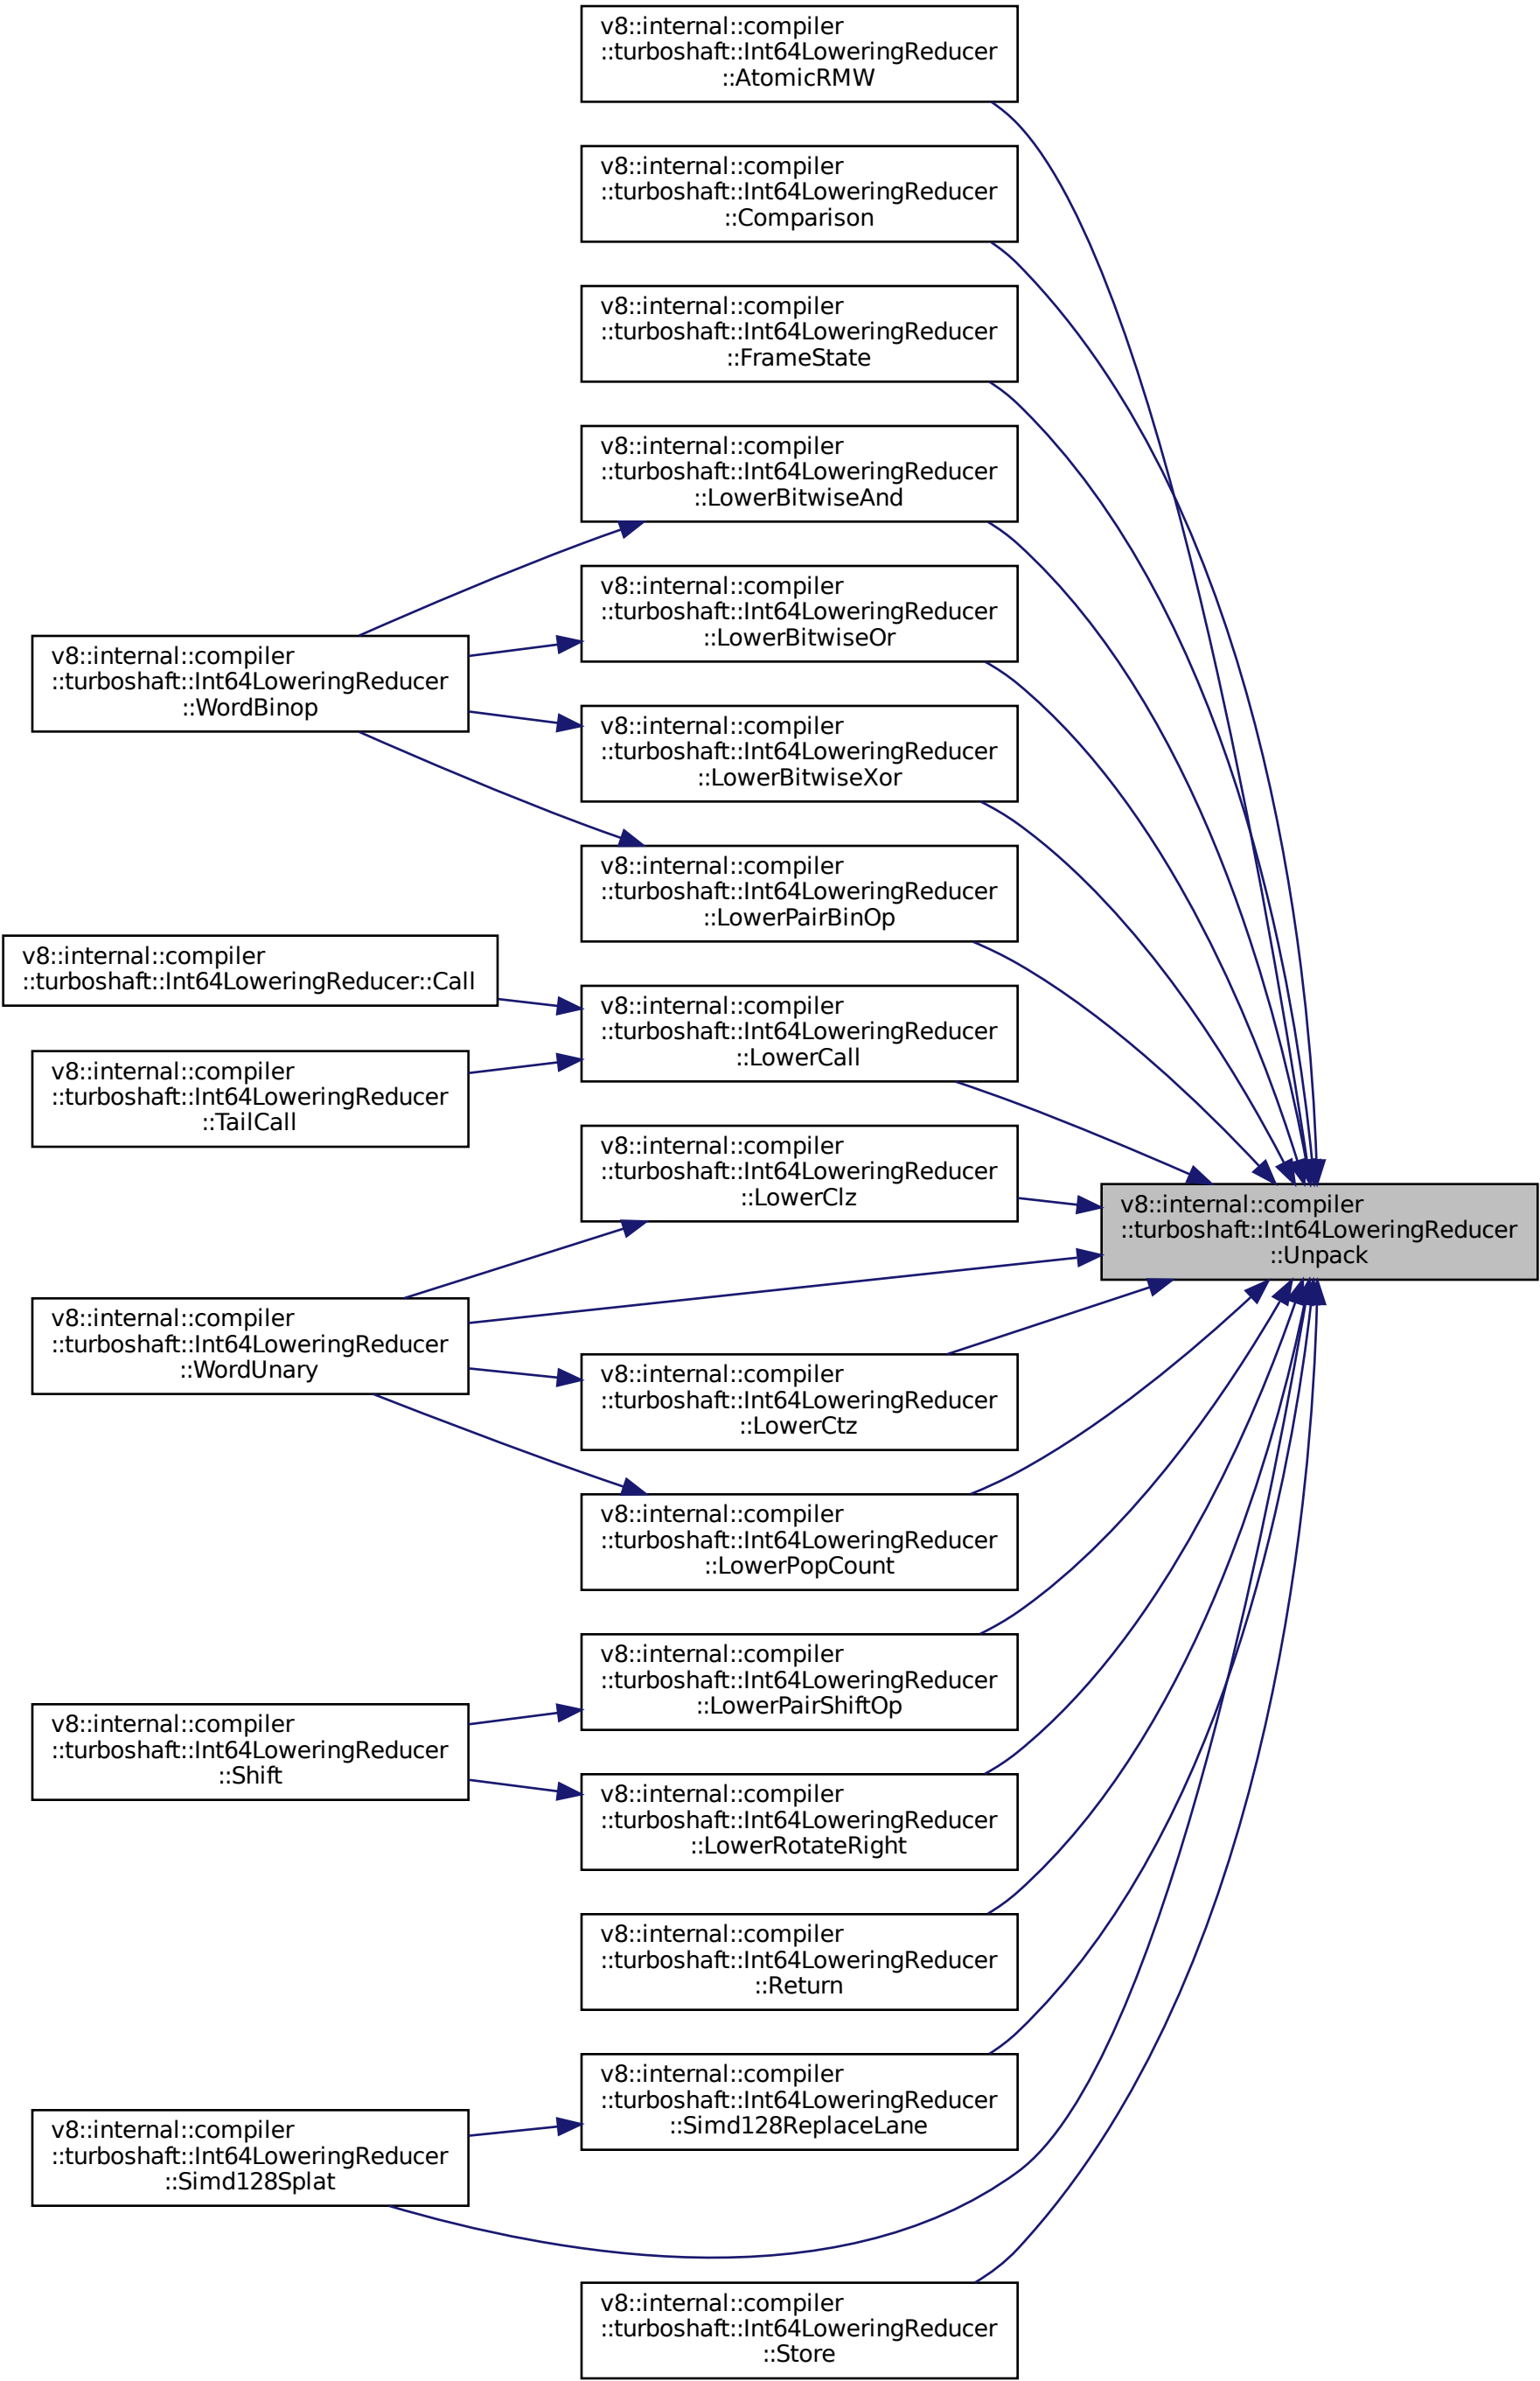 v8::internal::compiler
::turboshaft::Int64LoweringReducer
::AtomicRMW
v8::internal::compiler
::turboshaft::Int64LoweringReducer
::Comparison
v8::internal::compiler
::turboshaft::Int64LoweringReducer
::FrameState
v8::internal::compiler
::turboshaft::Int64LoweringReducer
::LowerBitwiseAnd
v8::internal::compiler
::turboshaft::Int64LoweringReducer
::LowerBitwiseOr
v8::internal::compiler
::turboshaft::Int64LoweringReducer
::WordBinop
v8::internal::compiler
::turboshaft::Int64LoweringReducer
::LowerBitwiseXor
v8::internal::compiler
::turboshaft::Int64LoweringReducer
::LowerPairBinOp
v8::internal::compiler
::turboshaft::Int64LoweringReducer::Call
v8::internal::compiler
::turboshaft::Int64LoweringReducer
::LowerCall
v8::internal::compiler
::turboshaft::Int64LoweringReducer
::TailCall
v8::internal::compiler
::turboshaft::Int64LoweringReducer
::LowerClz
v8::internal::compiler
::turboshaft::Int64LoweringReducer
::Unpack
v8::internal::compiler
::turboshaft::Int64LoweringReducer
::WordUnary
v8::internal::compiler
::turboshaft::Int64LoweringReducer
::LowerCtz
v8::internal::compiler
::turboshaft::Int64LoweringReducer
::LowerPopCount
v8::internal::compiler
::turboshaft::Int64LoweringReducer
::LowerPairShiftOp
v8::internal::compiler
::turboshaft::Int64LoweringReducer
::Shift
v8::internal::compiler
::turboshaft::Int64LoweringReducer
::LowerRotateRight
v8::internal::compiler
::turboshaft::Int64LoweringReducer
::Return
v8::internal::compiler
::turboshaft::Int64LoweringReducer
::Simd128ReplaceLane
v8::internal::compiler
::turboshaft::Int64LoweringReducer
::Simd128Splat
v8::internal::compiler
::turboshaft::Int64LoweringReducer
::Store